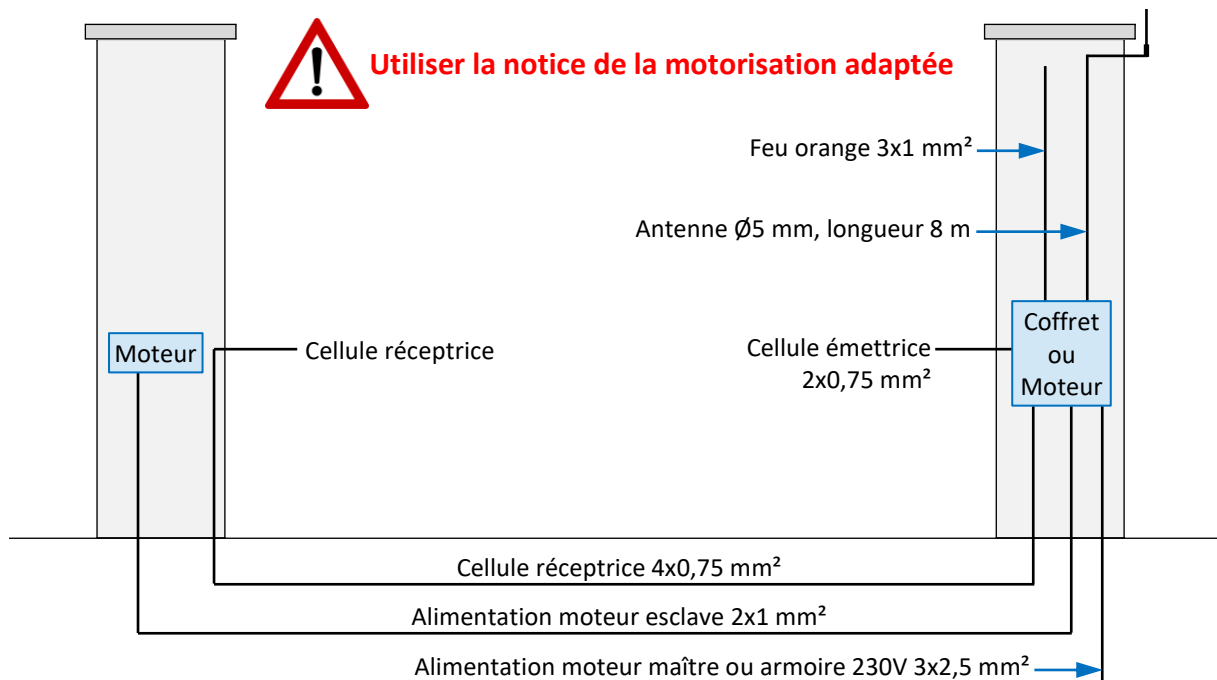 Utiliser la notice de la motorisation adaptée
Feu orange 3x1 mm²
Antenne Ø5 mm, longueur 8 m
Moteur
Cellule réceptrice
Cellule émettrice
2x0,75 mm²
Coffret
ou
Moteur
Cellule réceptrice 4x0,75 mm²
Alimentation moteur esclave 2x1 mm²
Alimentation moteur maître ou armoire 230V 3x2,5 mm²